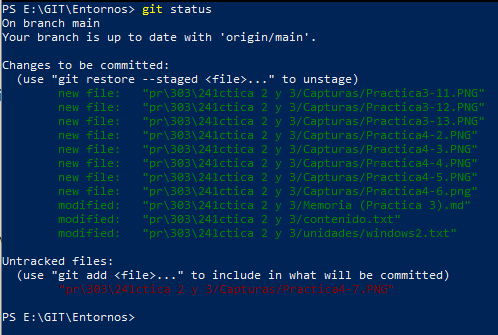 PS E:\GIT\Entornos> git status
On branch main
Your branch is up to date with 'origin/main'.
Changes to be committed:
(use "git restore --staged <file>..." to unstage)
new file: "pr\303\241ctica 2 y 3/Capturas/Practica3-11.PNG"
new file: "pr\303\241ctica 2 y 3/Capturas/Practica3-12.PNG"
new file: "pr\303\241ctica 2 y 3/Capturas/Practica3-13.PNG"
new file: "pr\303\241ctica 2 y 3/Capturas/Practica4-2.PNG"
new file: "pr\303\241ctica 2 y 3/Capturas/Practica4-3.PNG"
new file: "pr\303\241ctica 2 y 3/Capturas/Practica4-4.PNG"
new file: "pr\303\241ctica 2 y 3/Capturas/Practica4-5.PNG"
new file: "pr\303\241ctica 2 y 3/Capturas/Practica4-6.png"
modified: "pr\303\241ctica 2 y 3/Memoria (Practica 3).md"
modified: "pr\303\241ctica 2 y 3/contenido.txt"
modified: "pr\303\241ctica 2 y 3/unidades/windows2.txt"
Untracked files:
(use "git add <file>..." to include in what will be committed)
"pr\303\241ctica 2 y 3/Capturas/Practica4-7.PNG"
PS E:\GIT\Entornos>